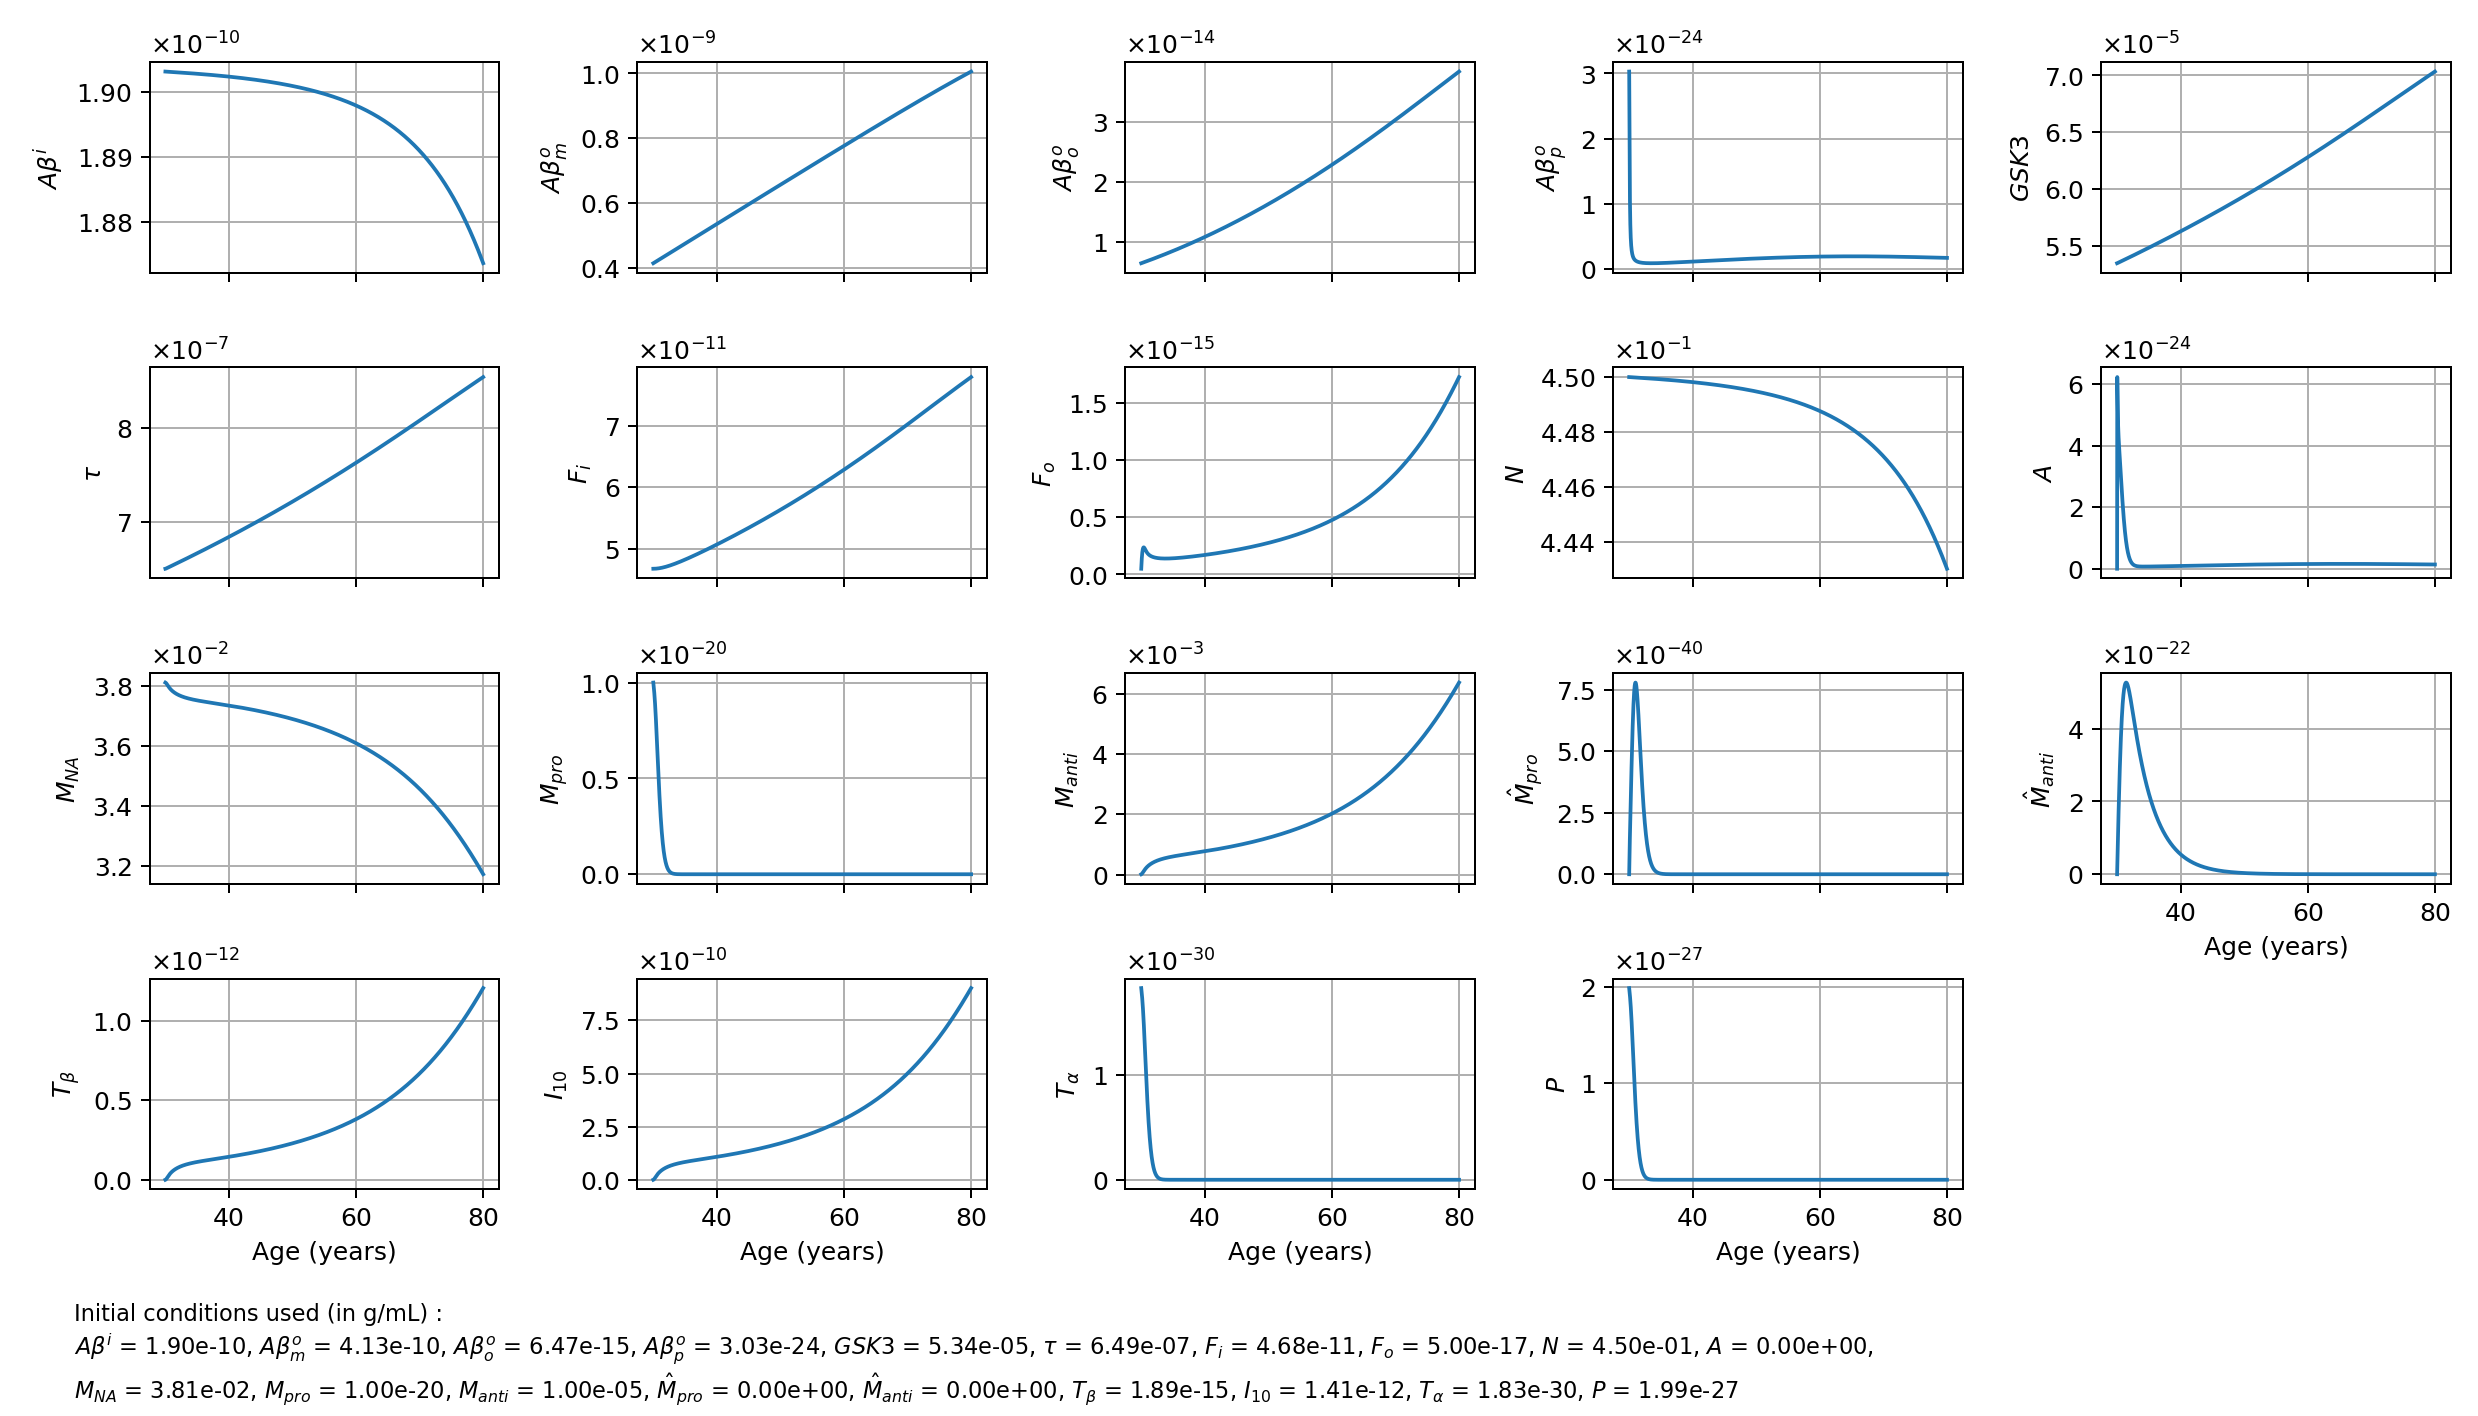 ×10⁻¹⁰ ×10⁻⁹ ×10⁻¹⁴ ×10⁻²⁴ ×10⁻⁵
Aβⁱ 1.90 1.89 1.88
Aβₘᵒ 1.0 0.8 0.6 0.4
Aβₒᵒ 3 2 1
Aβₚᵒ 3 2 1 0
GSK3 7.0 6.5 6.0 5.5
×10⁻⁷ ×10⁻¹¹ ×10⁻¹⁵ ×10⁻¹ ×10⁻²⁴
τ 8 7
Fᵢ 7 6 5
Fₒ 1.5 1.0 0.5 0.0
N 4.50 4.48 4.46 4.44
A 6 4 2 0
×10⁻² ×10⁻²⁰ ×10⁻³ ×10⁻⁴⁰ ×10⁻²²
M_NA 3.8 3.6 3.4 3.2
M_pro 1.0 0.5 0.0
M_anti 6 4 2 0
M̂_pro 7.5 5.0 2.5 0.0
M̂_anti 4 2 0
40 60 80
Age (years)
×10⁻¹² ×10⁻¹⁰ ×10⁻³⁰ ×10⁻²⁷
T_β 1.0 0.5 0.0
I₁₀ 7.5 5.0 2.5 0.0
T_α 1 0
P 2 1 0
40 60 80 40 60 80 40 60 80 40 60 80
Age (years) Age (years) Age (years) Age (years)
Initial conditions used (in g/mL) :
Aβⁱ = 1.90e-10, Aβₘᵒ = 4.13e-10, Aβₒᵒ = 6.47e-15, Aβₚᵒ = 3.03e-24, GSK3 = 5.34e-05, τ = 6.49e-07, Fᵢ = 4.68e-11, Fₒ = 5.00e-17, N = 4.50e-01, A = 0.00e+00,
M_NA = 3.81e-02, M_pro = 1.00e-20, M_anti = 1.00e-05, M̂_pro = 0.00e+00, M̂_anti = 0.00e+00, T_β = 1.89e-15, I₁₀ = 1.41e-12, T_α = 1.83e-30, P = 1.99e-27